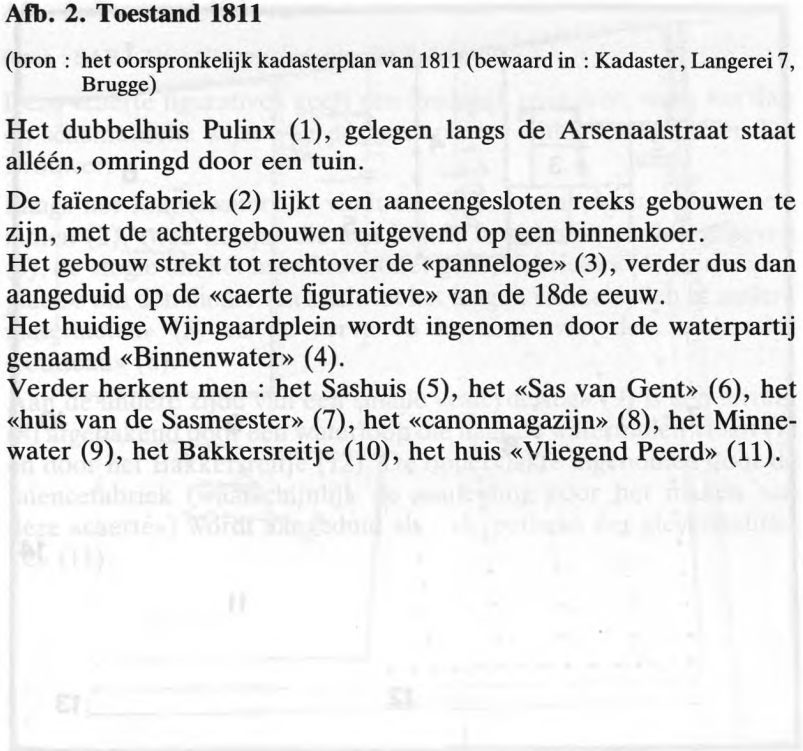 Afb. 2. Toestand 1811
(bron : het oorspronkelijk kadasterplan van 1811 (bewaard in : Kadaster, Langerei 7,
Brugge)
Het dubbelhuis Pulinx (1), gelegen langs de Arsenaalstraat staat
alléén, omringd door een tuin.
De faïencefabriek (2) lijkt een aaneengesloten reeks gebouwen te
zijn, met de achtergebouwen uitgevend op een binnenkoer.
Het gebouw strekt tot rechtover de «panneloge» (3), verder dus dan
aangeduid op de «caerte figuratieve» van de 18de eeuw.
Het huidige Wijngaardplein wordt ingenomen door de waterpartij
genaamd «Binnenwater» (4).
Verder herkent men : het Sashuis (5), het «Sas van Gent» (6), het
«huis van de Sasmeester» (7), het «canonmagazijn» (8), het Minne-
water (9), het Bakkersreitje (10), het huis «Vliegend Peerd» (11).